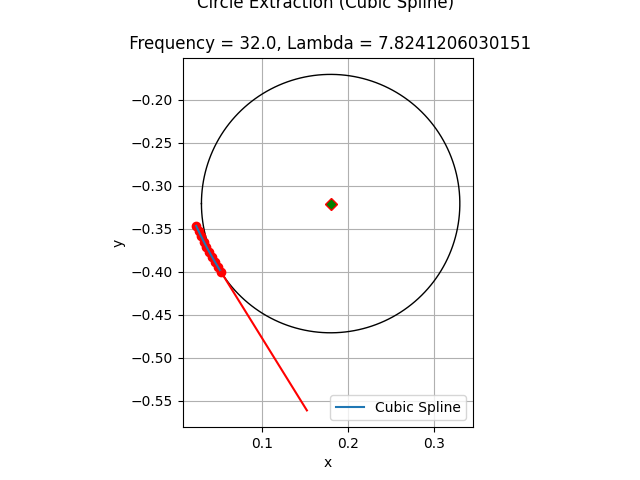 Circle Extraction (Cubic Spline)
Frequency = 32.0, Lambda = 7.8241206030151
−0.20
−0.25
−0.30
−0.35
−0.40
−0.45
−0.50
−0.55
y
Cubic Spline
0.1 0.2 0.3
x